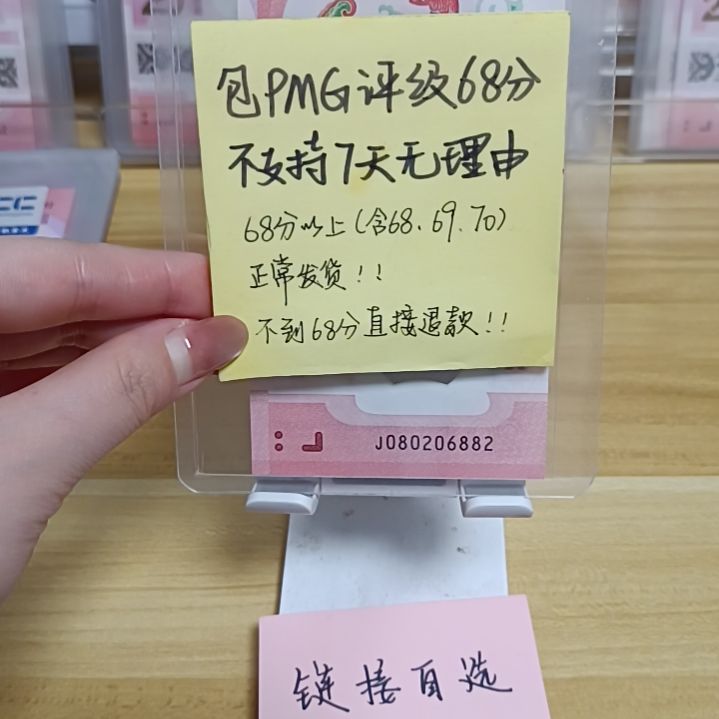 包PMG评级68分
不支持7天无理由
68分以上(含68、69、70)
正常发货!!
不到68分直接退款!!
J080206882
链接自选